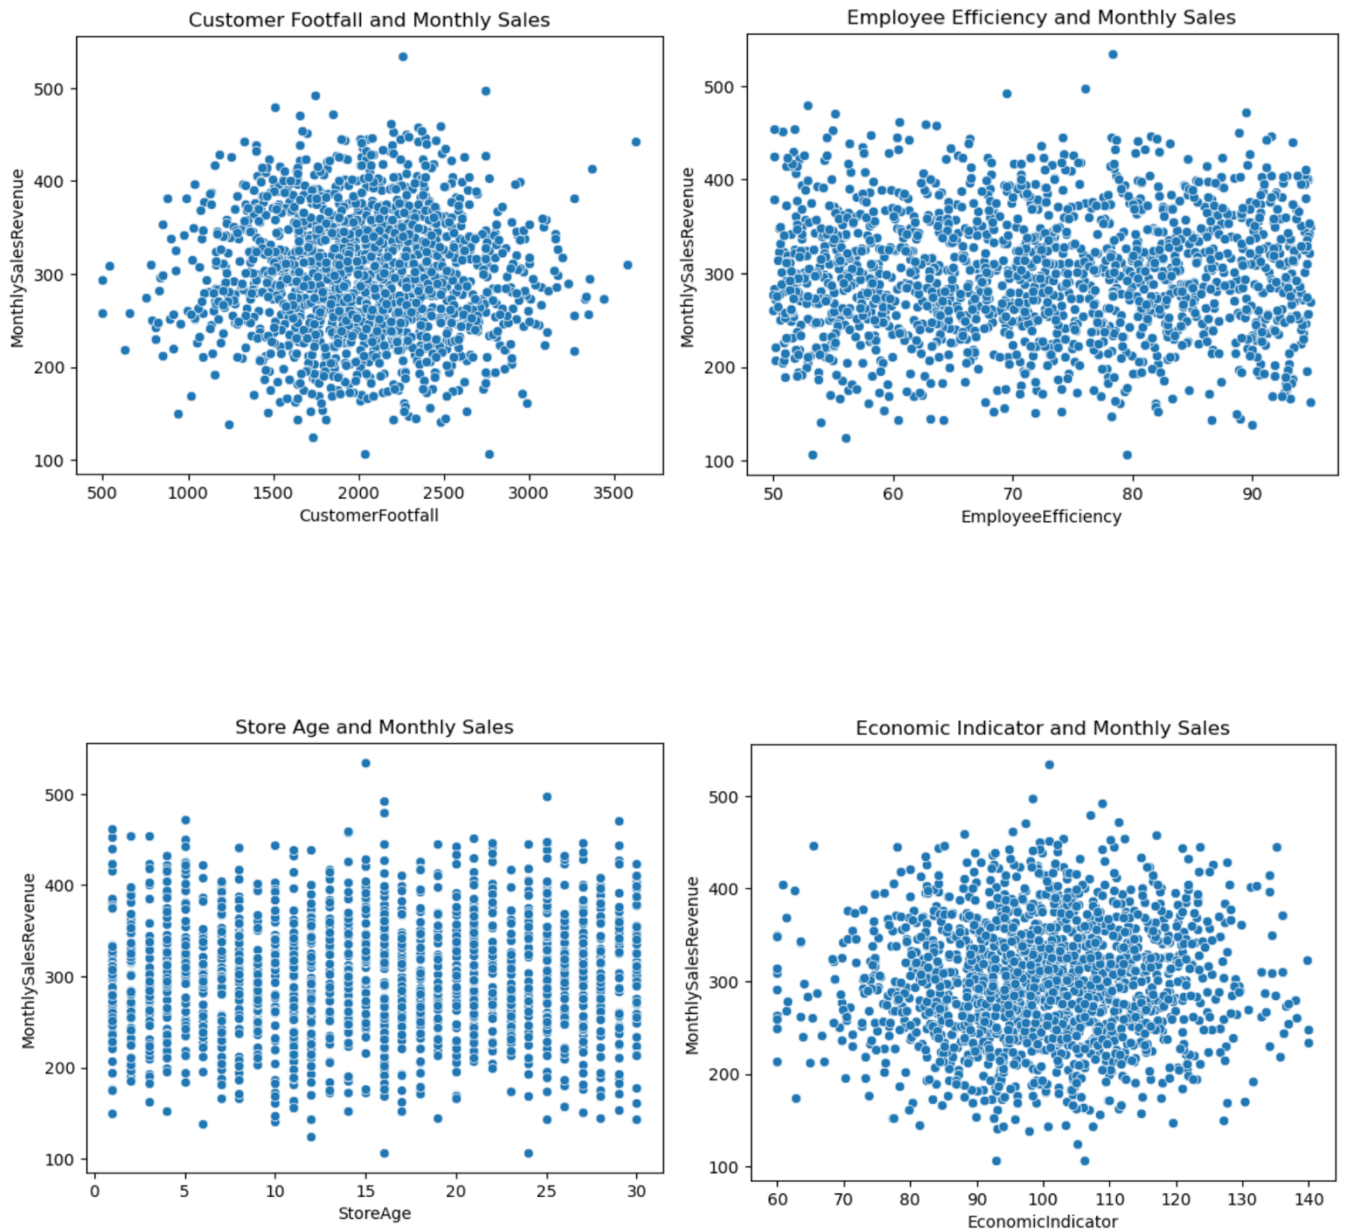 Customer Footfall and Monthly Sales
MonthlySalesRevenue
500
400
300
200
100
500 1000 1500 2000 2500 3000 3500
CustomerFootfall
Employee Efficiency and Monthly Sales
MonthlySalesRevenue
500
400
300
200
100
50 60 70 80 90
EmployeeEfficiency
Store Age and Monthly Sales
MonthlySalesRevenue
500
400
300
200
100
0 5 10 15 20 25 30
StoreAge
Economic Indicator and Monthly Sales
MonthlySalesRevenue
500
400
300
200
100
60 70 80 90 100 110 120 130 140
EconomicIndicator